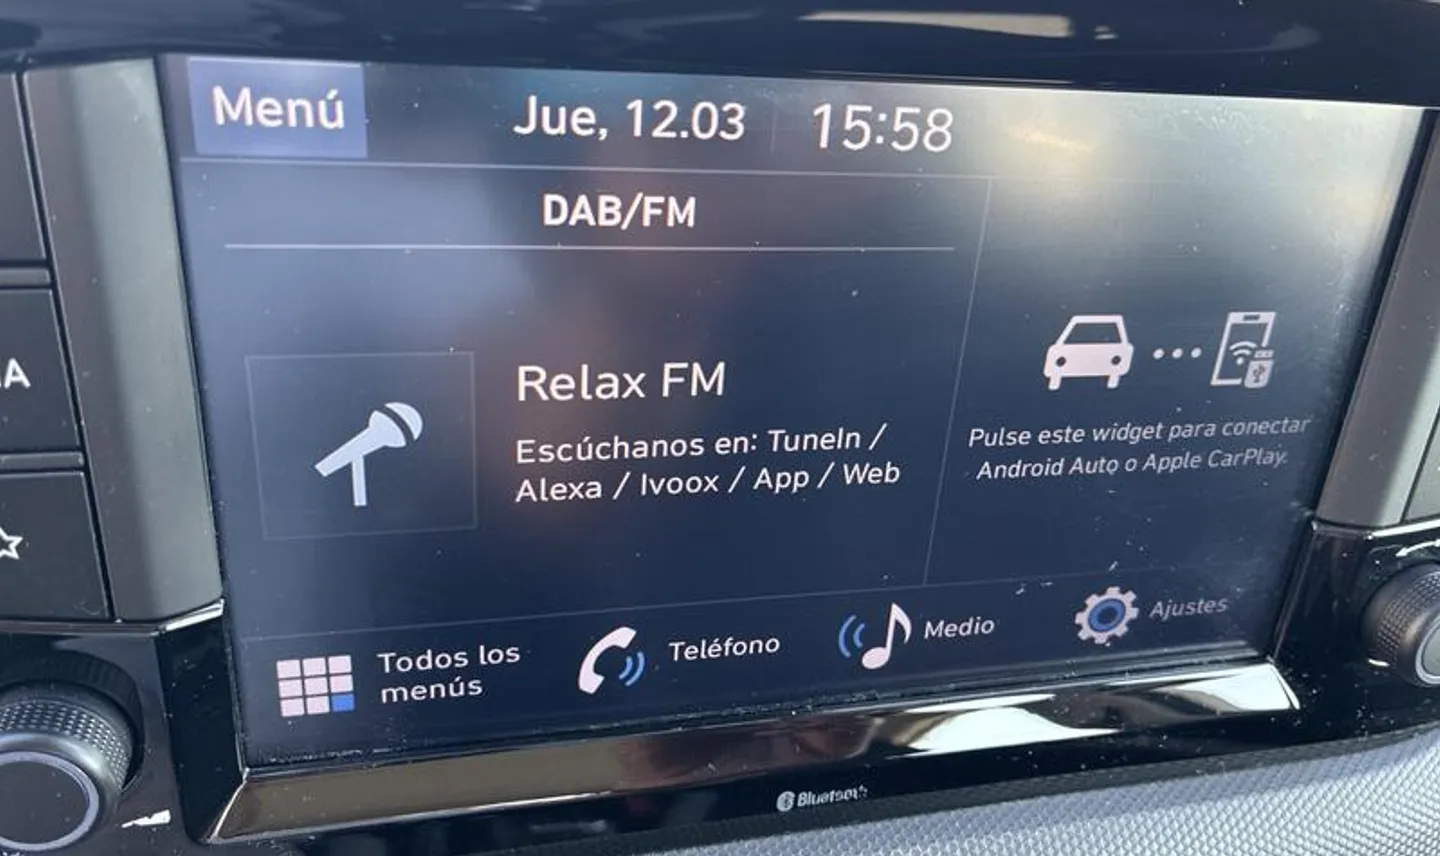 Menú
Jue, 12.03
15:58
DAB/FM
Relax FM
Escúchanos en: TuneIn /
Alexa / Ivoox / App / Web
Pulse este widget para conectar
Android Auto o Apple CarPlay.
Todos los
menús
Teléfono
Medio
Ajustes
Bluetooth